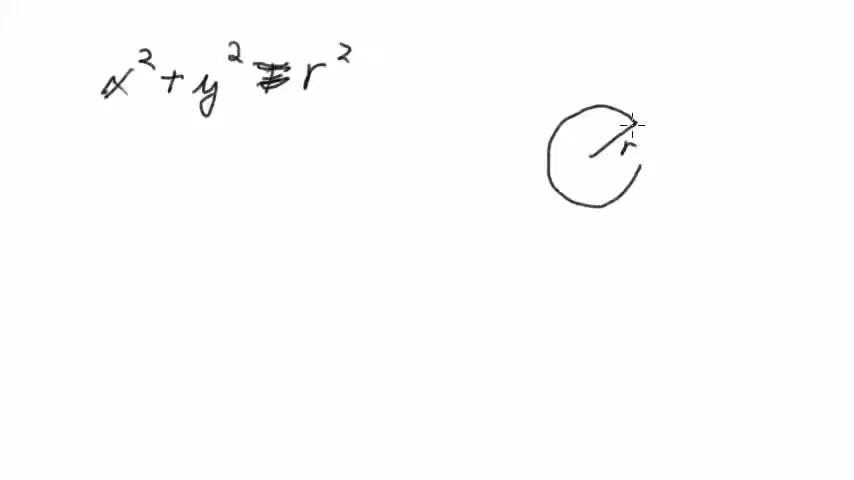 x² + y² = r²
r